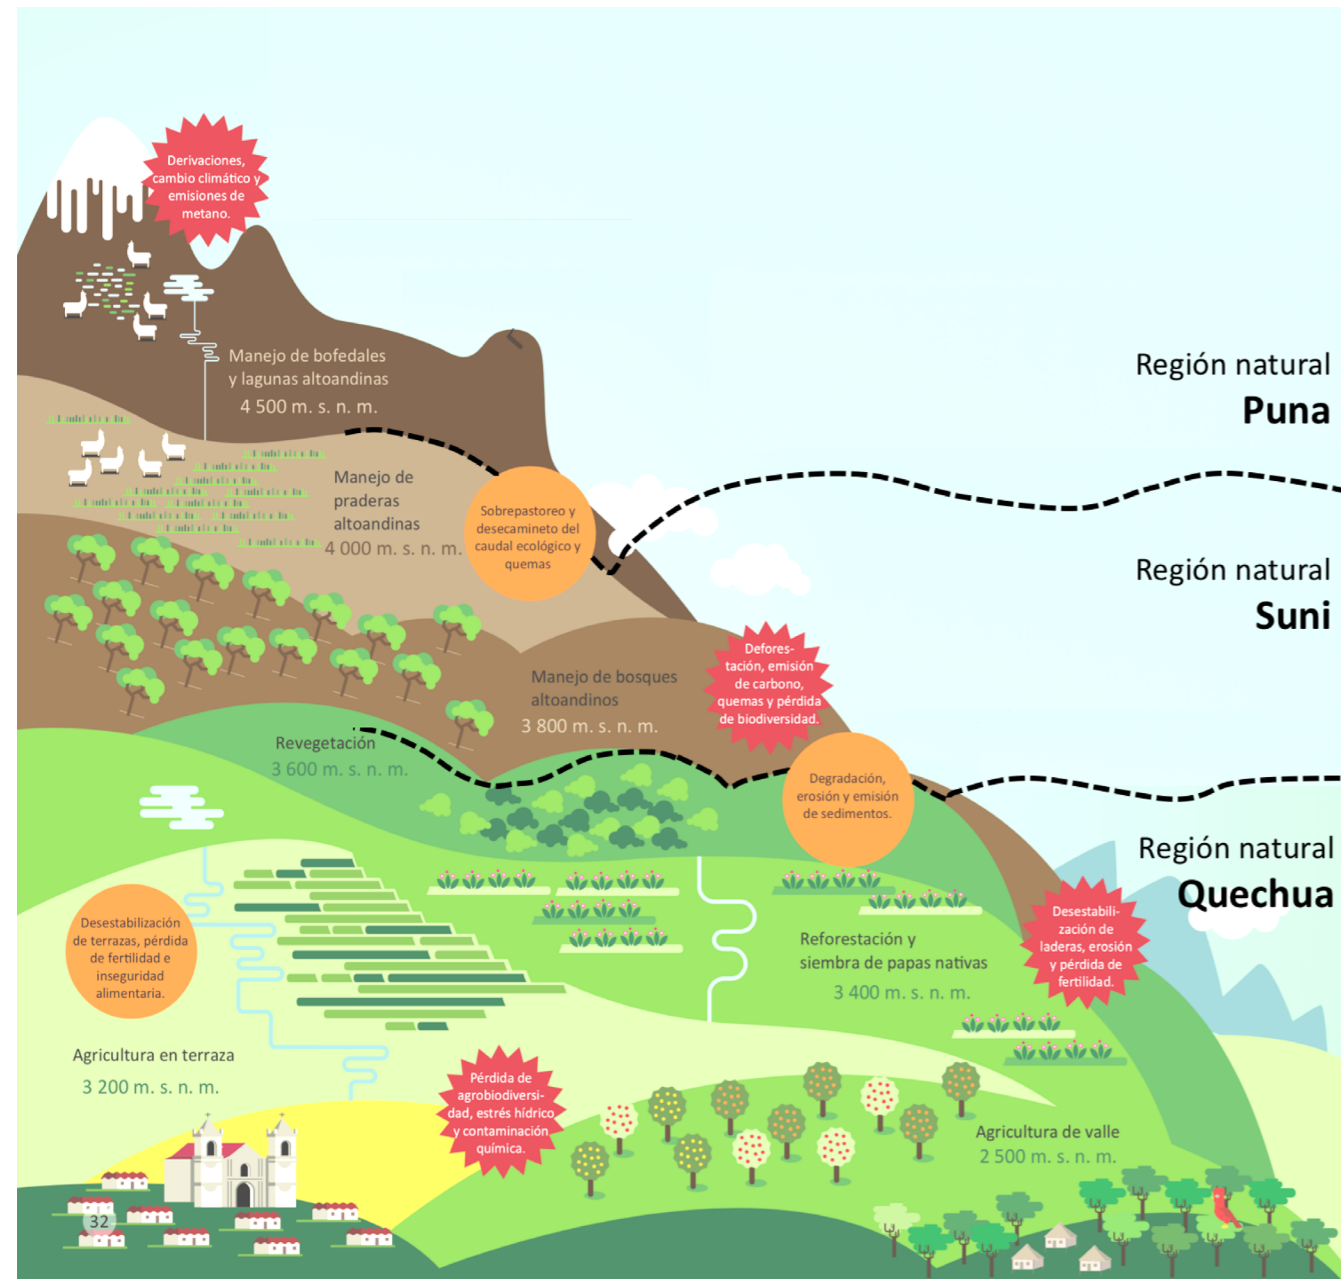 Derivaciones,
cambio climático y
emisiones de
metano.
Manejo de bofedales
y lagunas altoandinas
4 500 m. s. n. m.
Región natural
Puna
Manejo de
praderas
altoandinas
4 000 m. s. n. m.
Sobrepastoreo y
desecamineto del
caudal ecológico y
quemas
Región natural
Suni
Defores-
tación, emisión
de carbono,
quemas y pérdida
de biodiversidad.
Manejo de bosques
altoandinos
3 800 m. s. n. m.
Revegetación
3 600 m. s. n. m.
Degradación,
erosión y emisión
de sedimentos.
Región natural
Quechua
Desestabilización
de terrazas, pérdida
de fertilidad e
inseguridad
alimentaria.
Reforestación y
siembra de papas nativas
3 400 m. s. n. m.
Desestabili-
zación de
laderas, erosión
y pérdida de
fertilidad.
Agricultura en terraza
3 200 m. s. n. m.
Pérdida de
agrobiodiversi-
dad, estrés hídrico
y contaminación
química.
Agricultura de valle
2 500 m. s. n. m.
32